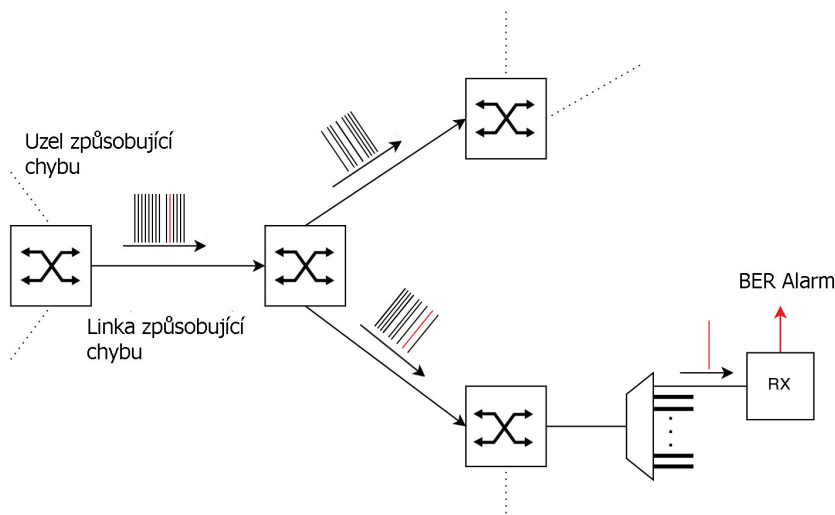 Uzel způsobující
chybu
Linka způsobující
chybu
BER Alarm
RX